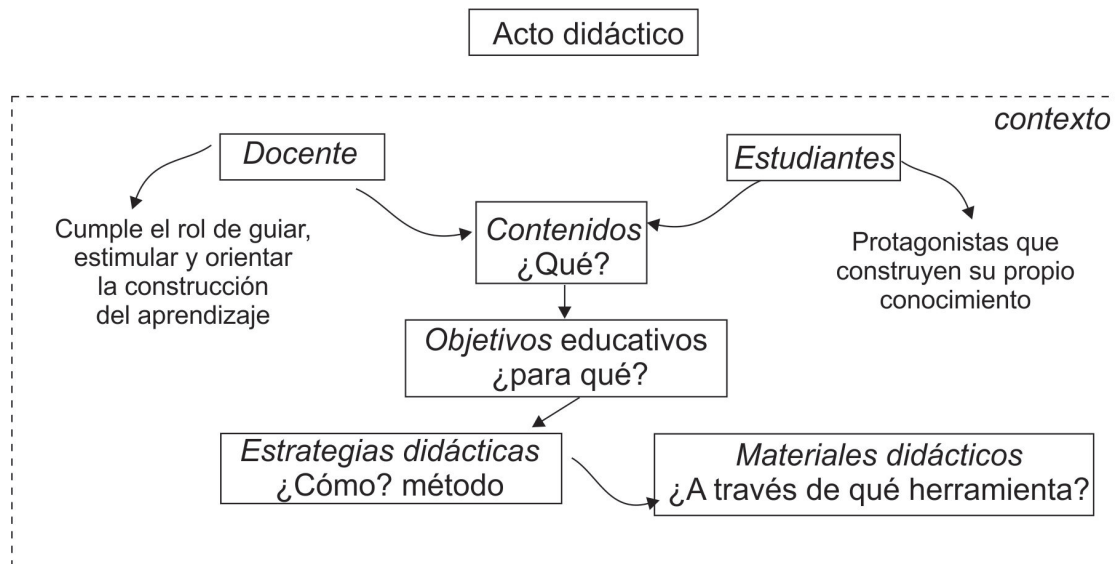 Acto didáctico
contexto
Docente
Estudiantes
Cumple el rol de guiar,
estimular y orientar
la construcción
del aprendizaje
Contenidos
¿Qué?
Protagonistas que
construyen su propio
conocimiento
Objetivos educativos
¿para qué?
Estrategias didácticas
¿Cómo? método
Materiales didácticos
¿A través de qué herramienta?